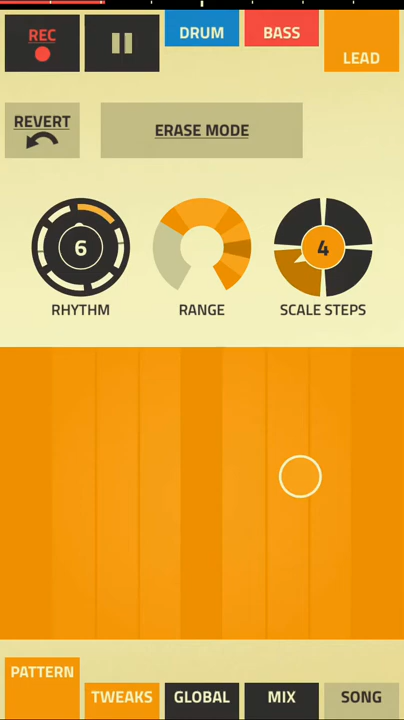 REC
DRUM
BASS
LEAD
REVERT
ERASE MODE
6
4
RHYTHM
RANGE
SCALE STEPS
PATTERN
TWEAKS
GLOBAL
MIX
SONG